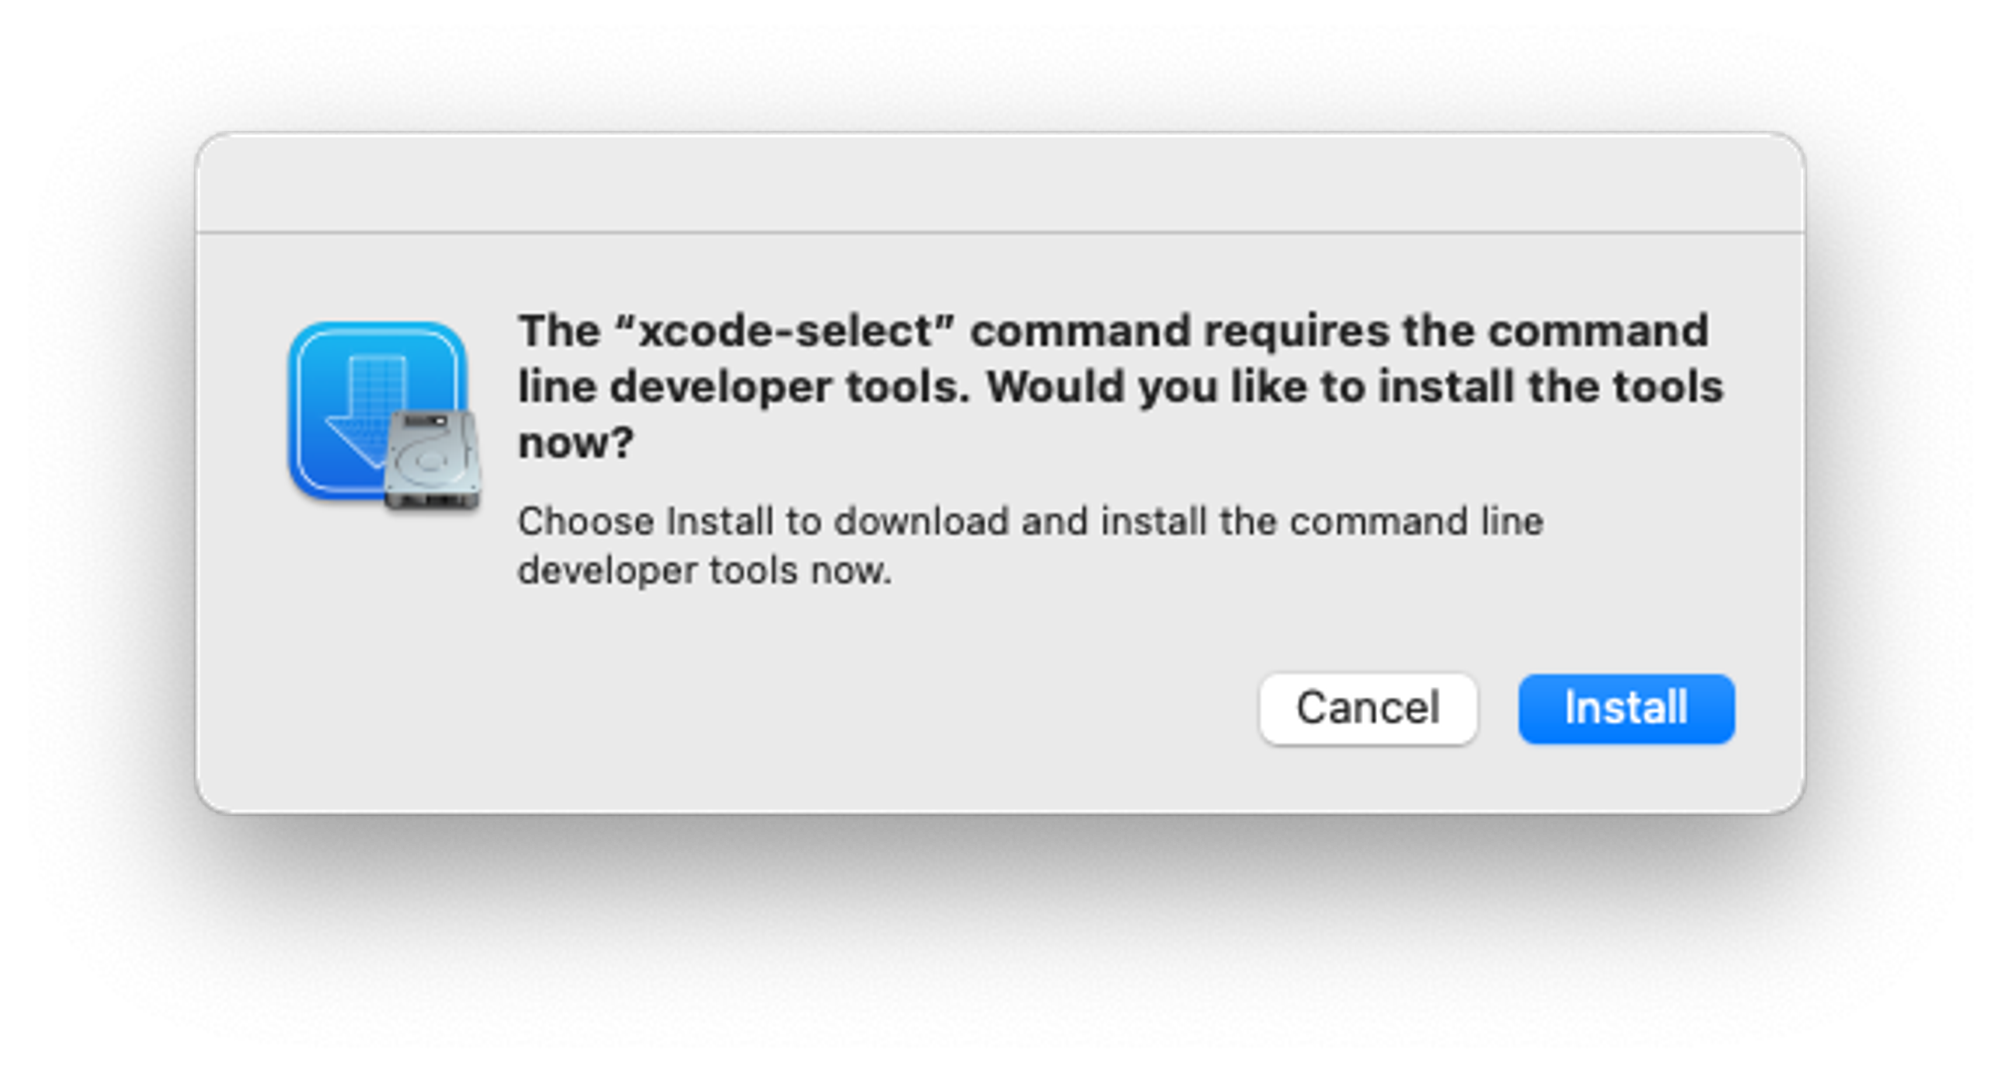 The “xcode-select” command requires the command
line developer tools. Would you like to install the tools
now?
Choose Install to download and install the command line
developer tools now.
Cancel
Install